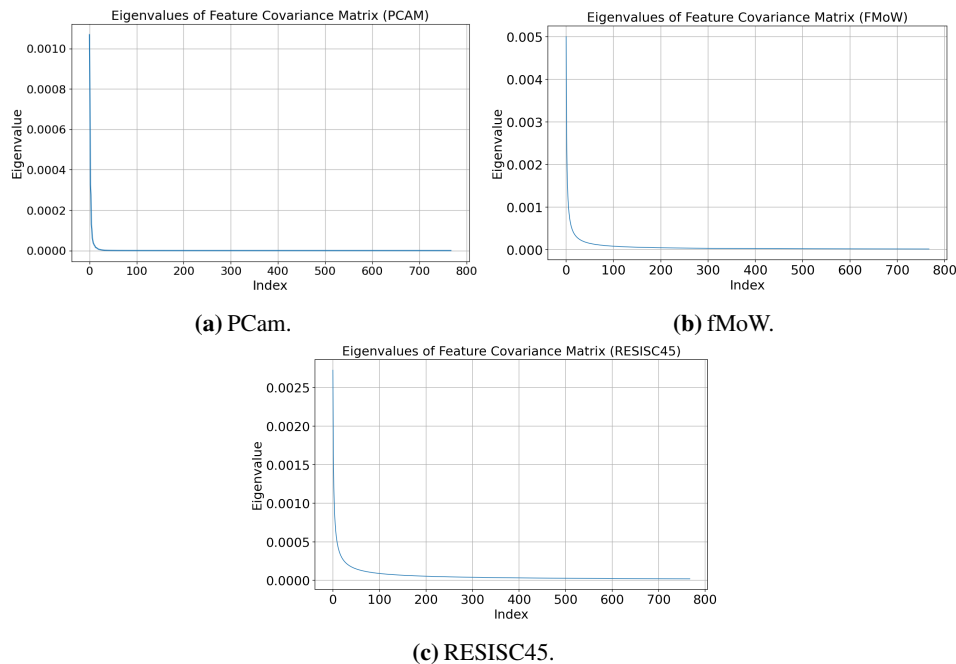 Eigenvalues of Feature Covariance Matrix (PCAM)
0.0010
0.0008
0.0006
0.0004
0.0002
0.0000
Eigenvalue
0 100 200 300 400 500 600 700 800
Index
(a) PCam.
Eigenvalues of Feature Covariance Matrix (FMoW)
0.005
0.004
0.003
0.002
0.001
0.000
Eigenvalue
0 100 200 300 400 500 600 700 800
Index
(b) fMoW.
Eigenvalues of Feature Covariance Matrix (RESISC45)
0.0025
0.0020
0.0015
0.0010
0.0005
0.0000
Eigenvalue
0 100 200 300 400 500 600 700 800
Index
(c) RESISC45.